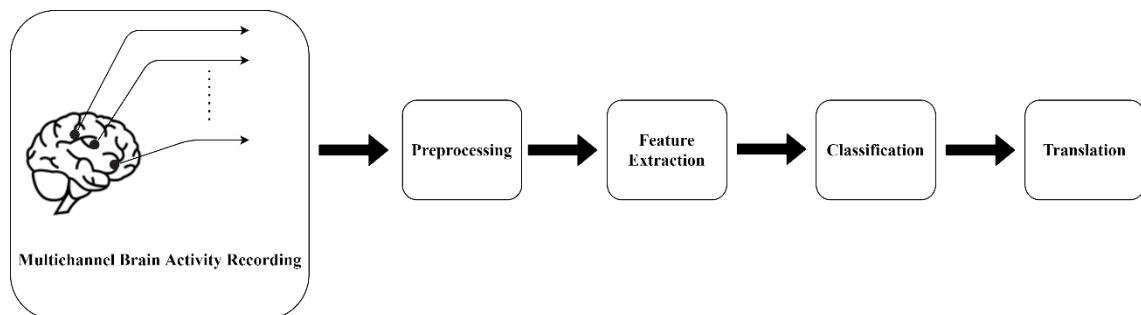 Multichannel Brain Activity Recording
Preprocessing
Feature
Extraction
Classification
Translation